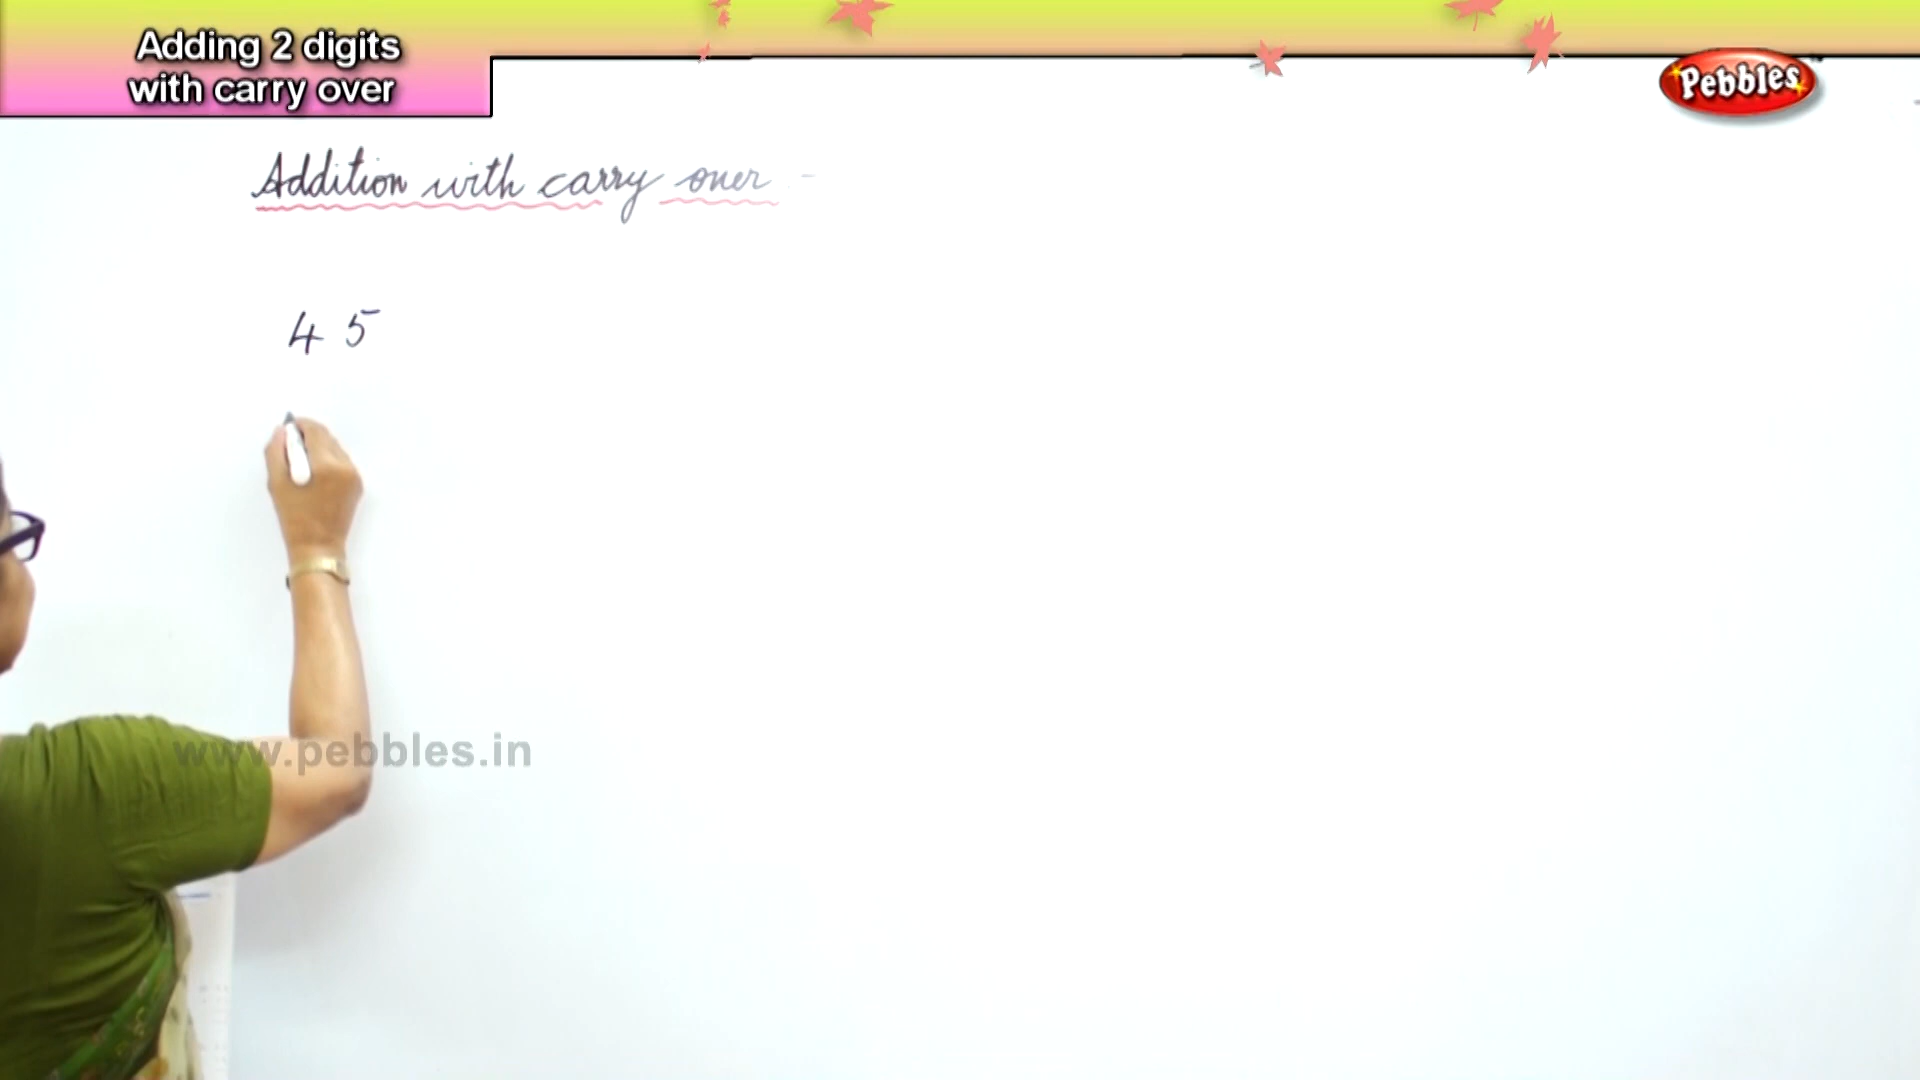 Adding 2 digits
with carry over
Pebbles
Addition with carry over :-
4 5
www.pebbles.in